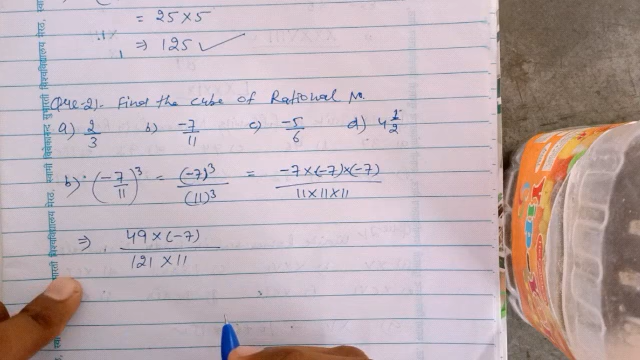 = 25 × 5
⇒ 125 ✓
Que-2). Find the cube of Rational No.
a) 2/3 b) -7/11 c) -5/6 d) 4 1/2
b) (-7/11)³ = (-7)³/(11)³ = -7×(-7)×(-7)/11×11×11
⇒ 49 × (-7)/121 × 11